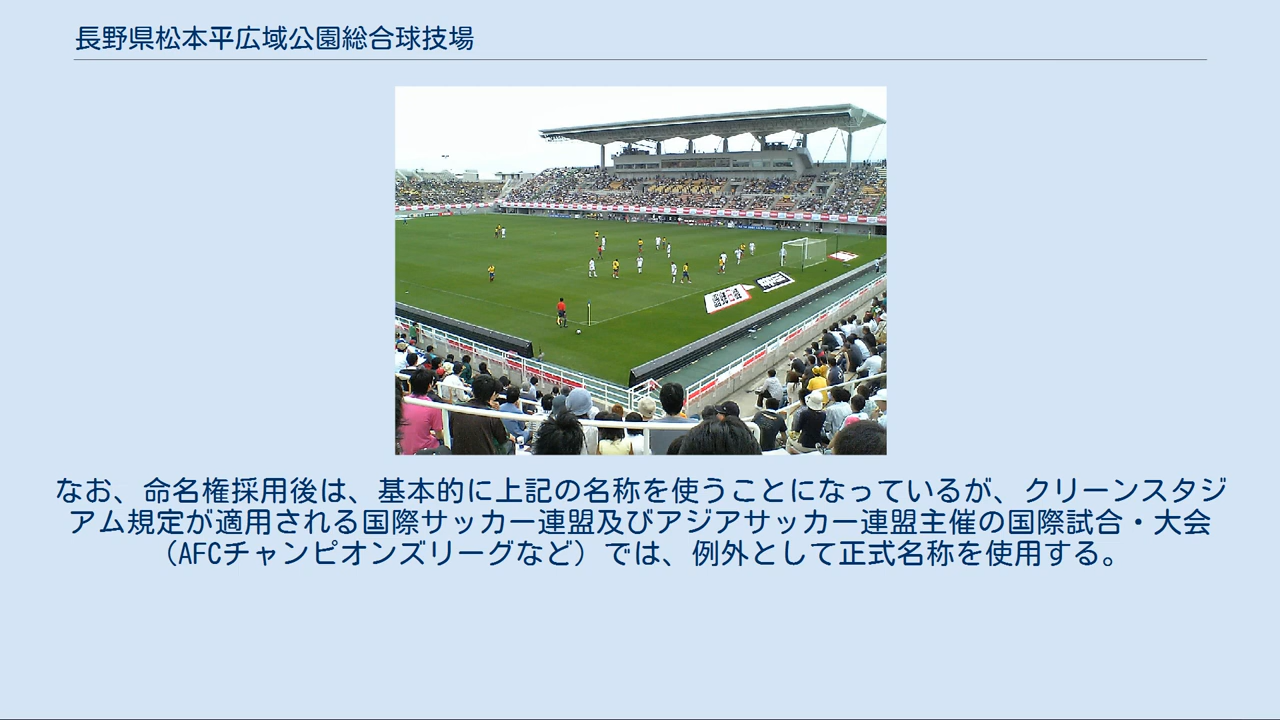 長野県松本平広域公園総合球技場
なお、命名権採用後は、基本的に上記の名称を使うことになっているが、クリーンスタジ
アム規定が適用される国際サッカー連盟及びアジアサッカー連盟主催の国際試合・大会
（AFCチャンピオンズリーグなど）では、例外として正式名称を使用する。